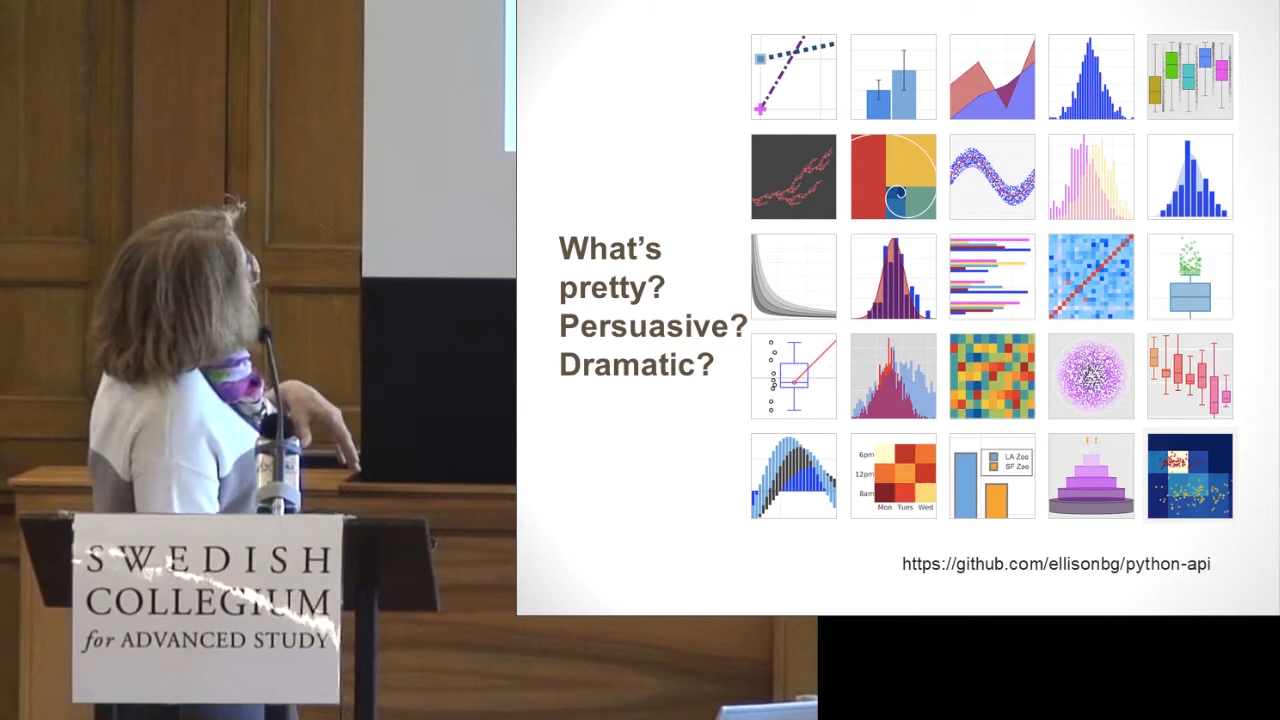 What's
pretty?
Persuasive?
Dramatic?
LA Zoo
SF Zoo
6pm
12pm
8am
Mon Tues Wed
https://github.com/ellisonbg/python-api
SWEDISH
COLLEGIUM
for ADVANCED STUDY